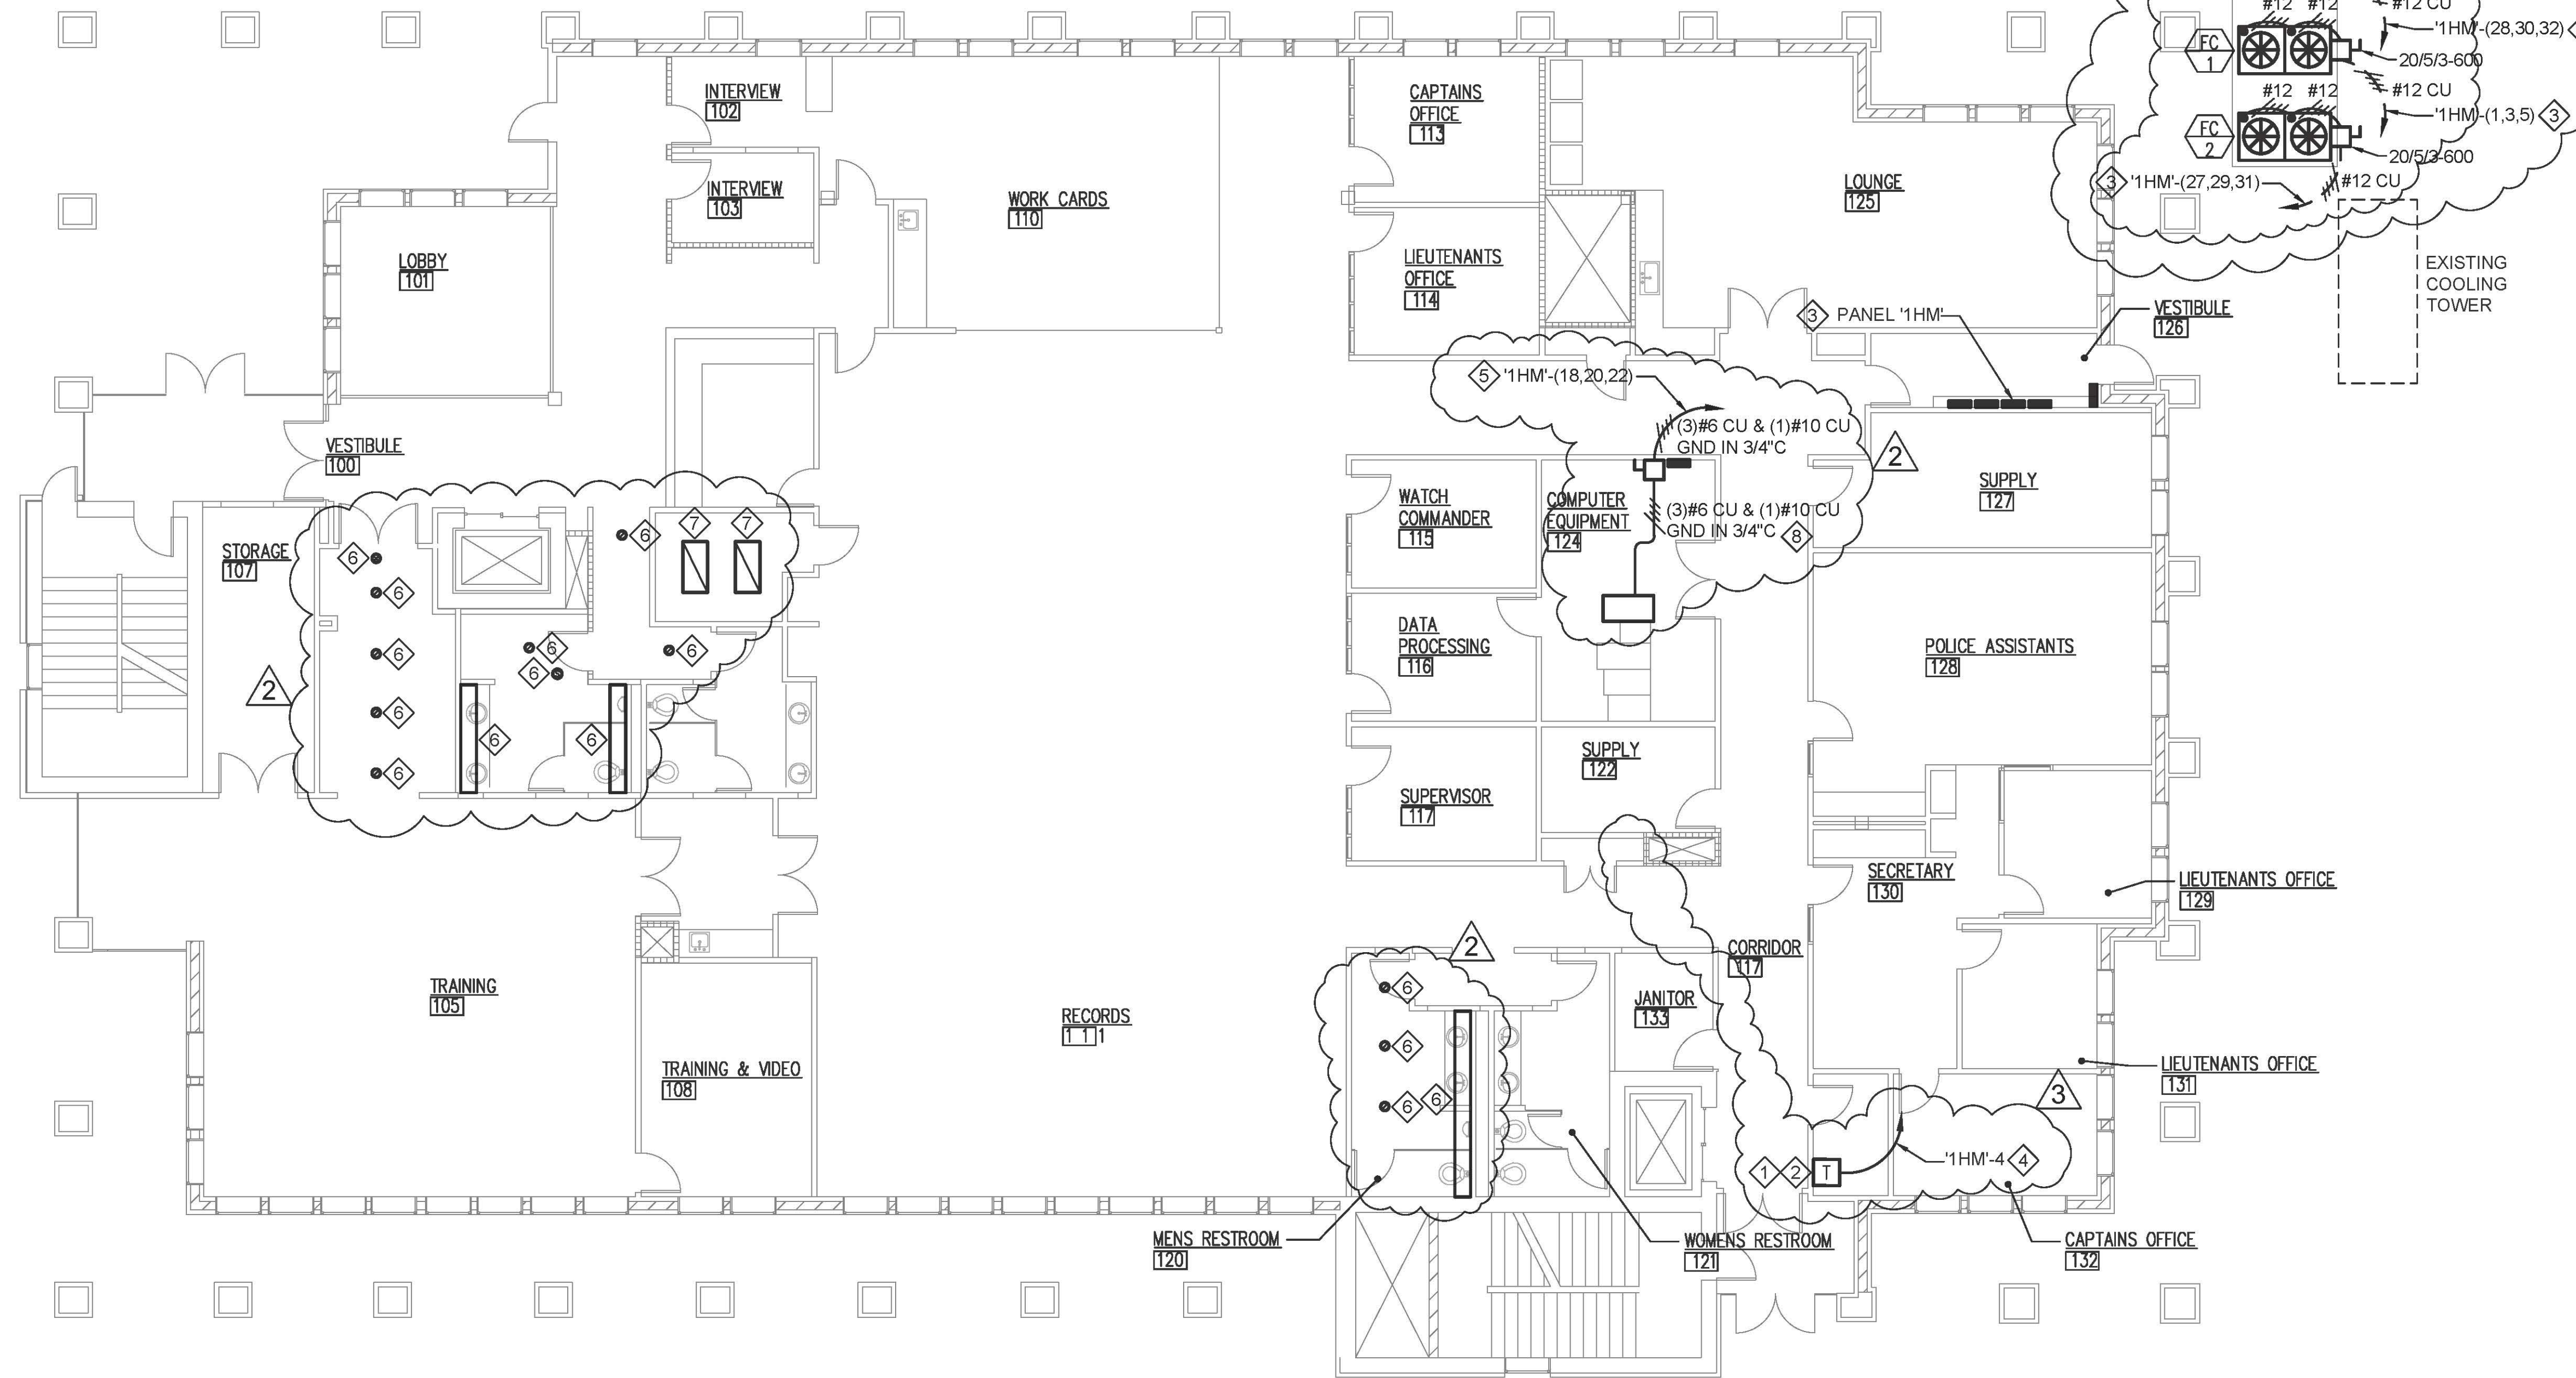 #12 #12
#12 CU
'1HM'-(28,30,32)
FC
1
20/5/3-600
#12 CU
#12 #12
'1HM'-(1,3,5) 3
FC
2
20/5/3-600
3 '1HM'-(27,29,31)
#12 CU
EXISTING
COOLING
TOWER
INTERVIEW
102
INTERVIEW
103
WORK CARDS
110
CAPTAINS
OFFICE
113
LIEUTENANTS
OFFICE
114
LOUNGE
125
LOBBY
101
VESTIBULE
126
3 PANEL '1HM'
5 '1HM'-(18,20,22)
(3)#6 CU & (1)#10 CU
GND IN 3/4"C
2
VESTIBULE
100
WATCH
COMMANDER
115
COMPUTER
EQUIPMENT
124
(3)#6 CU & (1)#10 CU
GND IN 3/4"C
8
SUPPLY
127
STORAGE
107
6
6
6
6
6
6
7
7
6
6
6
6
6
2
DATA
PROCESSING
116
POLICE ASSISTANTS
128
SUPPLY
122
SUPERVISOR
117
SECRETARY
130
LIEUTENANTS OFFICE
129
CORRIDOR
117
2
6
6
6
6
JANITOR
133
TRAINING
105
RECORDS
111
TRAINING & VIDEO
108
LIEUTENANTS OFFICE
131
3
1 2 T
'1HM'-4 4
MENS RESTROOM
120
WOMENS RESTROOM
121
CAPTAINS OFFICE
132